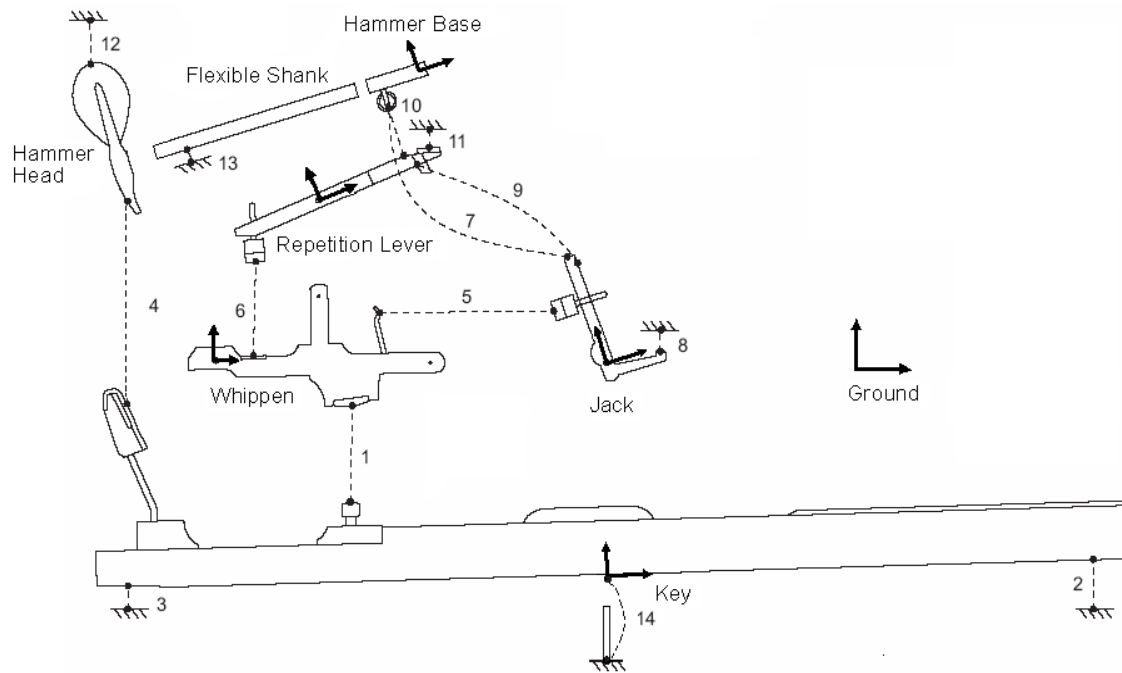 Hammer Base
12
Flexible Shank
10
11
Hammer
Head
13
9
7
Repetition Lever
4
6
5
8
Whippen
Jack
Ground
1
3
Key
2
14